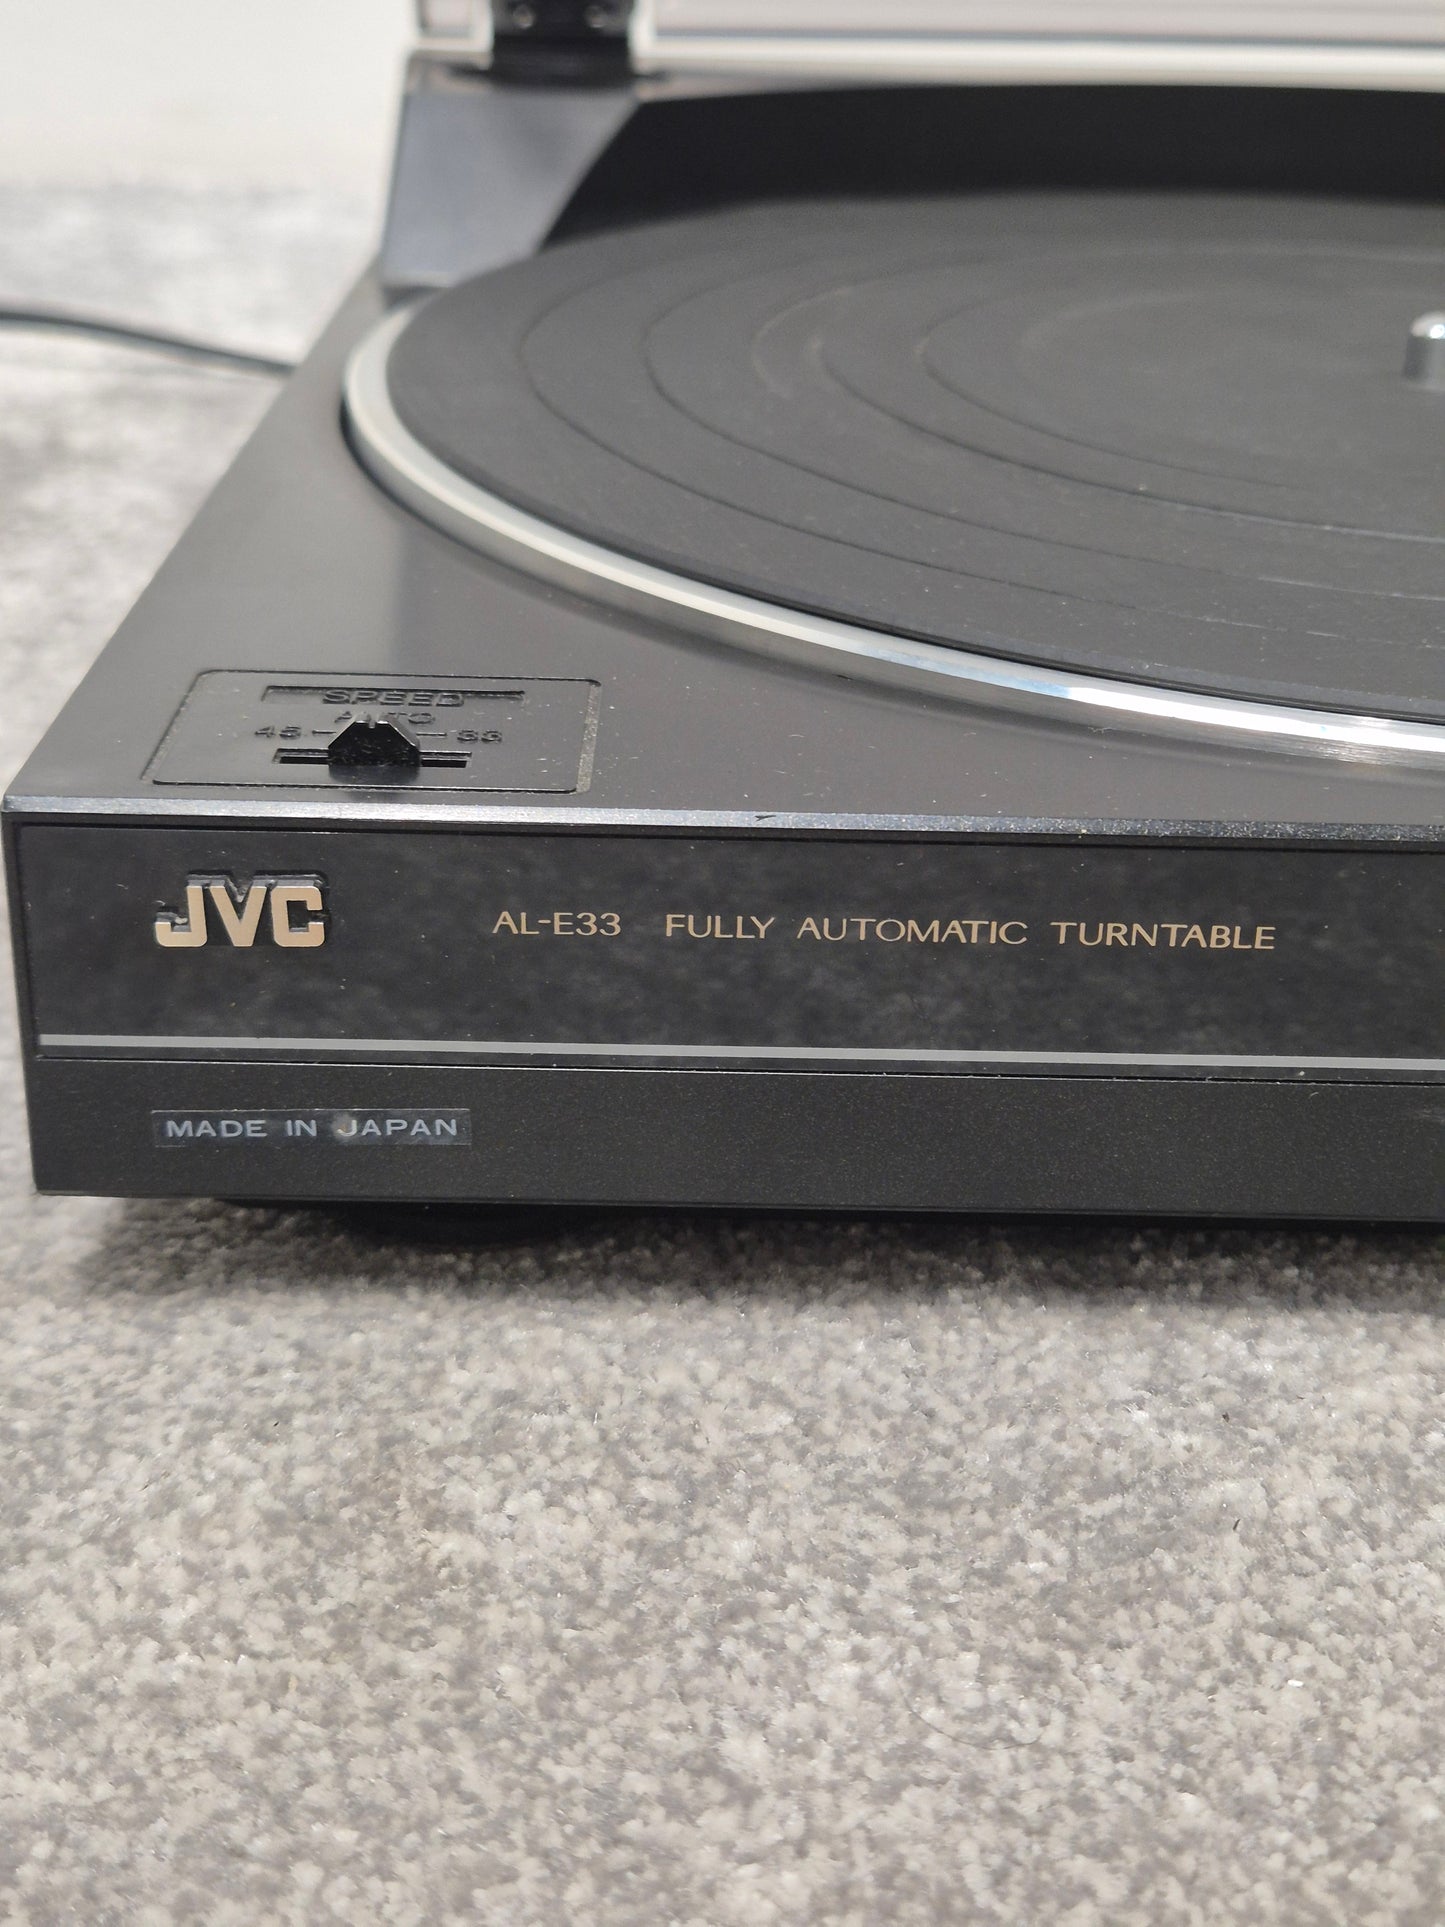 SPEED
AUTO
45 33
JVC AL-E33 FULLY AUTOMATIC TURNTABLE
MADE IN JAPAN